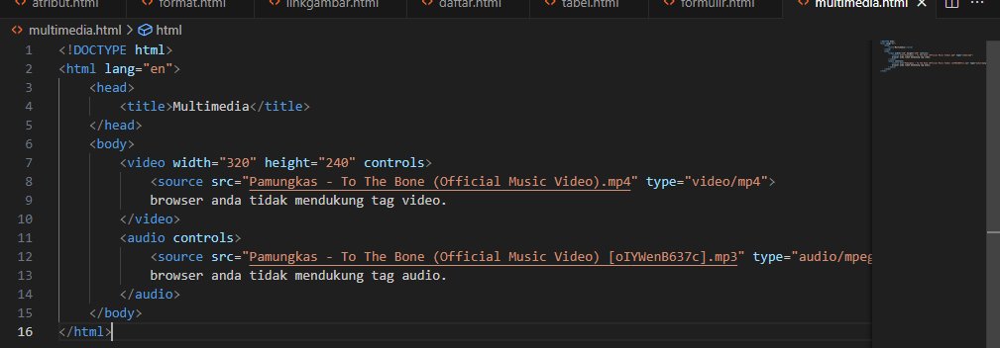 atribut.html format.html linkgambar.html daftar.html tabel.html formulir.html multimedia.html
multimedia.html > html
1 <!DOCTYPE html>
2 <html lang="en">
3 <head>
4 <title>Multimedia</title>
5 </head>
6 <body>
7 <video width="320" height="240" controls>
8 <source src="Pamungkas - To The Bone (Official Music Video).mp4" type="video/mp4">
9 browser anda tidak mendukung tag video.
10 </video>
11 <audio controls>
12 <source src="Pamungkas - To The Bone (Official Music Video) [oIYWenB637c].mp3" type="audio/mpeg
13 browser anda tidak mendukung tag audio.
14 </audio>
15 </body>
16 </html>